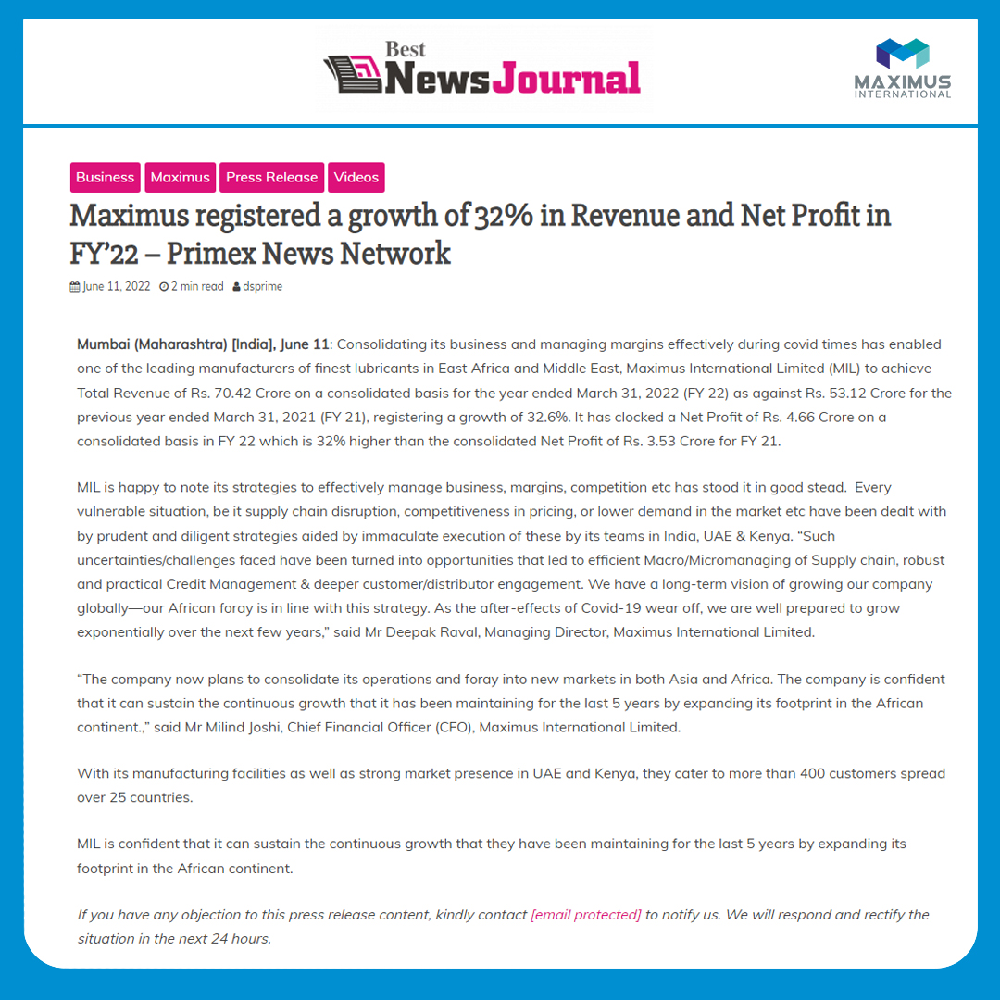 Best
NewsJournal
MAXIMUS
INTERNATIONAL
Business Maximus Press Release Videos
Maximus registered a growth of 32% in Revenue and Net Profit in
FY’22 – Primex News Network
June 11, 2022 2 min read dsprime
Mumbai (Maharashtra) [India], June 11: Consolidating its business and managing margins effectively during covid times has enabled
one of the leading manufacturers of finest lubricants in East Africa and Middle East, Maximus International Limited (MIL) to achieve
Total Revenue of Rs. 70.42 Crore on a consolidated basis for the year ended March 31, 2022 (FY 22) as against Rs. 53.12 Crore for the
previous year ended March 31, 2021 (FY 21), registering a growth of 32.6%. It has clocked a Net Profit of Rs. 4.66 Crore on a
consolidated basis in FY 22 which is 32% higher than the consolidated Net Profit of Rs. 3.53 Crore for FY 21.
MIL is happy to note its strategies to effectively manage business, margins, competition etc has stood it in good stead.  Every
vulnerable situation, be it supply chain disruption, competitiveness in pricing, or lower demand in the market etc have been dealt with
by prudent and diligent strategies aided by immaculate execution of these by its teams in India, UAE & Kenya. “Such
uncertainties/challenges faced have been turned into opportunities that led to efficient Macro/Micromanaging of Supply chain, robust
and practical Credit Management & deeper customer/distributor engagement. We have a long-term vision of growing our company
globally—our African foray is in line with this strategy. As the after-effects of Covid-19 wear off, we are well prepared to grow
exponentially over the next few years,” said Mr Deepak Raval, Managing Director, Maximus International Limited.
“The company now plans to consolidate its operations and foray into new markets in both Asia and Africa. The company is confident
that it can sustain the continuous growth that it has been maintaining for the last 5 years by expanding its footprint in the African
continent.,” said Mr Milind Joshi, Chief Financial Officer (CFO), Maximus International Limited.
With its manufacturing facilities as well as strong market presence in UAE and Kenya, they cater to more than 400 customers spread
over 25 countries.
MIL is confident that it can sustain the continuous growth that they have been maintaining for the last 5 years by expanding its
footprint in the African continent.
If you have any objection to this press release content, kindly contact [email protected] to notify us. We will respond and rectify the
situation in the next 24 hours.